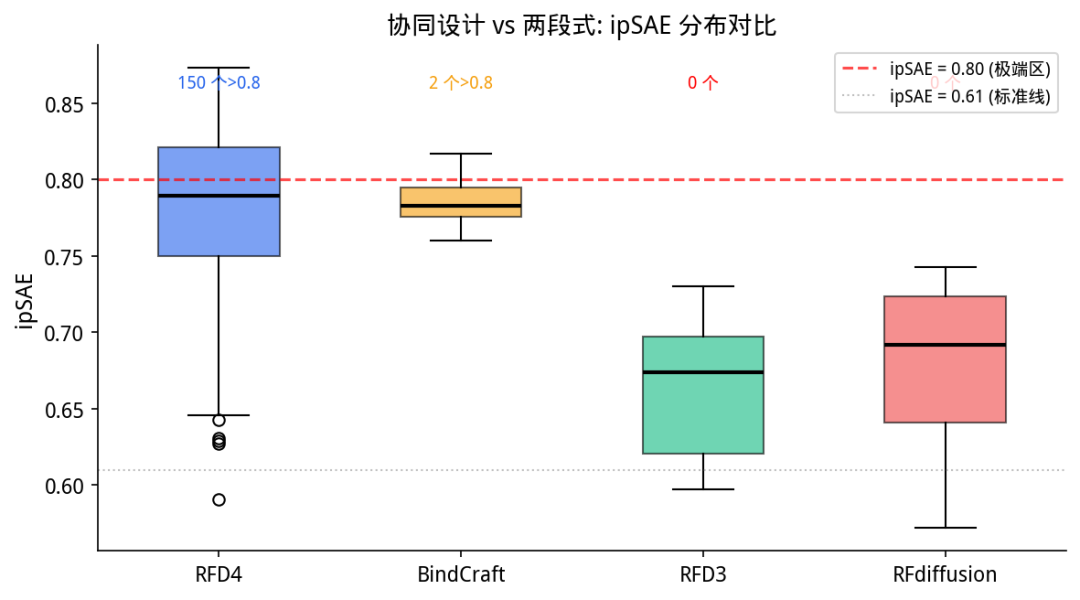 协同设计 vs 两段式: ipSAE 分布对比
150 个>0.8
2 个>0.8
0 个
0 个
ipSAE = 0.80 (极端区)
ipSAE = 0.61 (标准线)
ipSAE
0.85
0.80
0.75
0.70
0.65
0.60
RFD4
BindCraft
RFD3
RFdiffusion